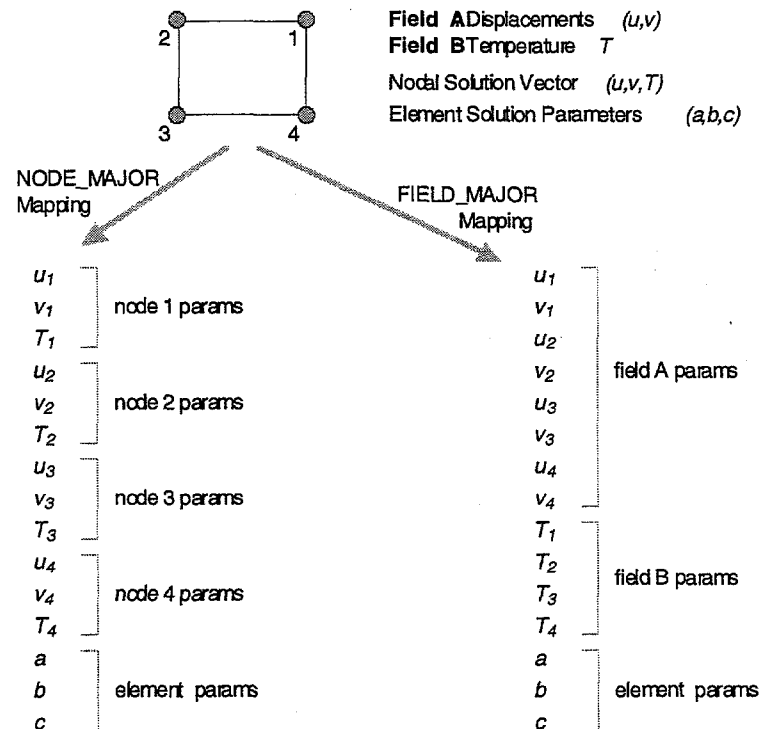 2 1
3 4
Field A Displacements (u,v)
Field B Temperature T
Nodal Solution Vector (u,v,T)
Element Solution Parameters (a,b,c)
NODE_MAJOR
Mapping
FIELD_MAJOR
Mapping
u1
v1
T1
node 1 params
u2
v2
T2
node 2 params
u3
v3
T3
node 3 params
u4
v4
T4
node 4 params
a
b
c
element params
u1
v1
u2
v2
u3
v3
u4
v4
field A params
T1
T2
T3
T4
field B params
a
b
c
element params